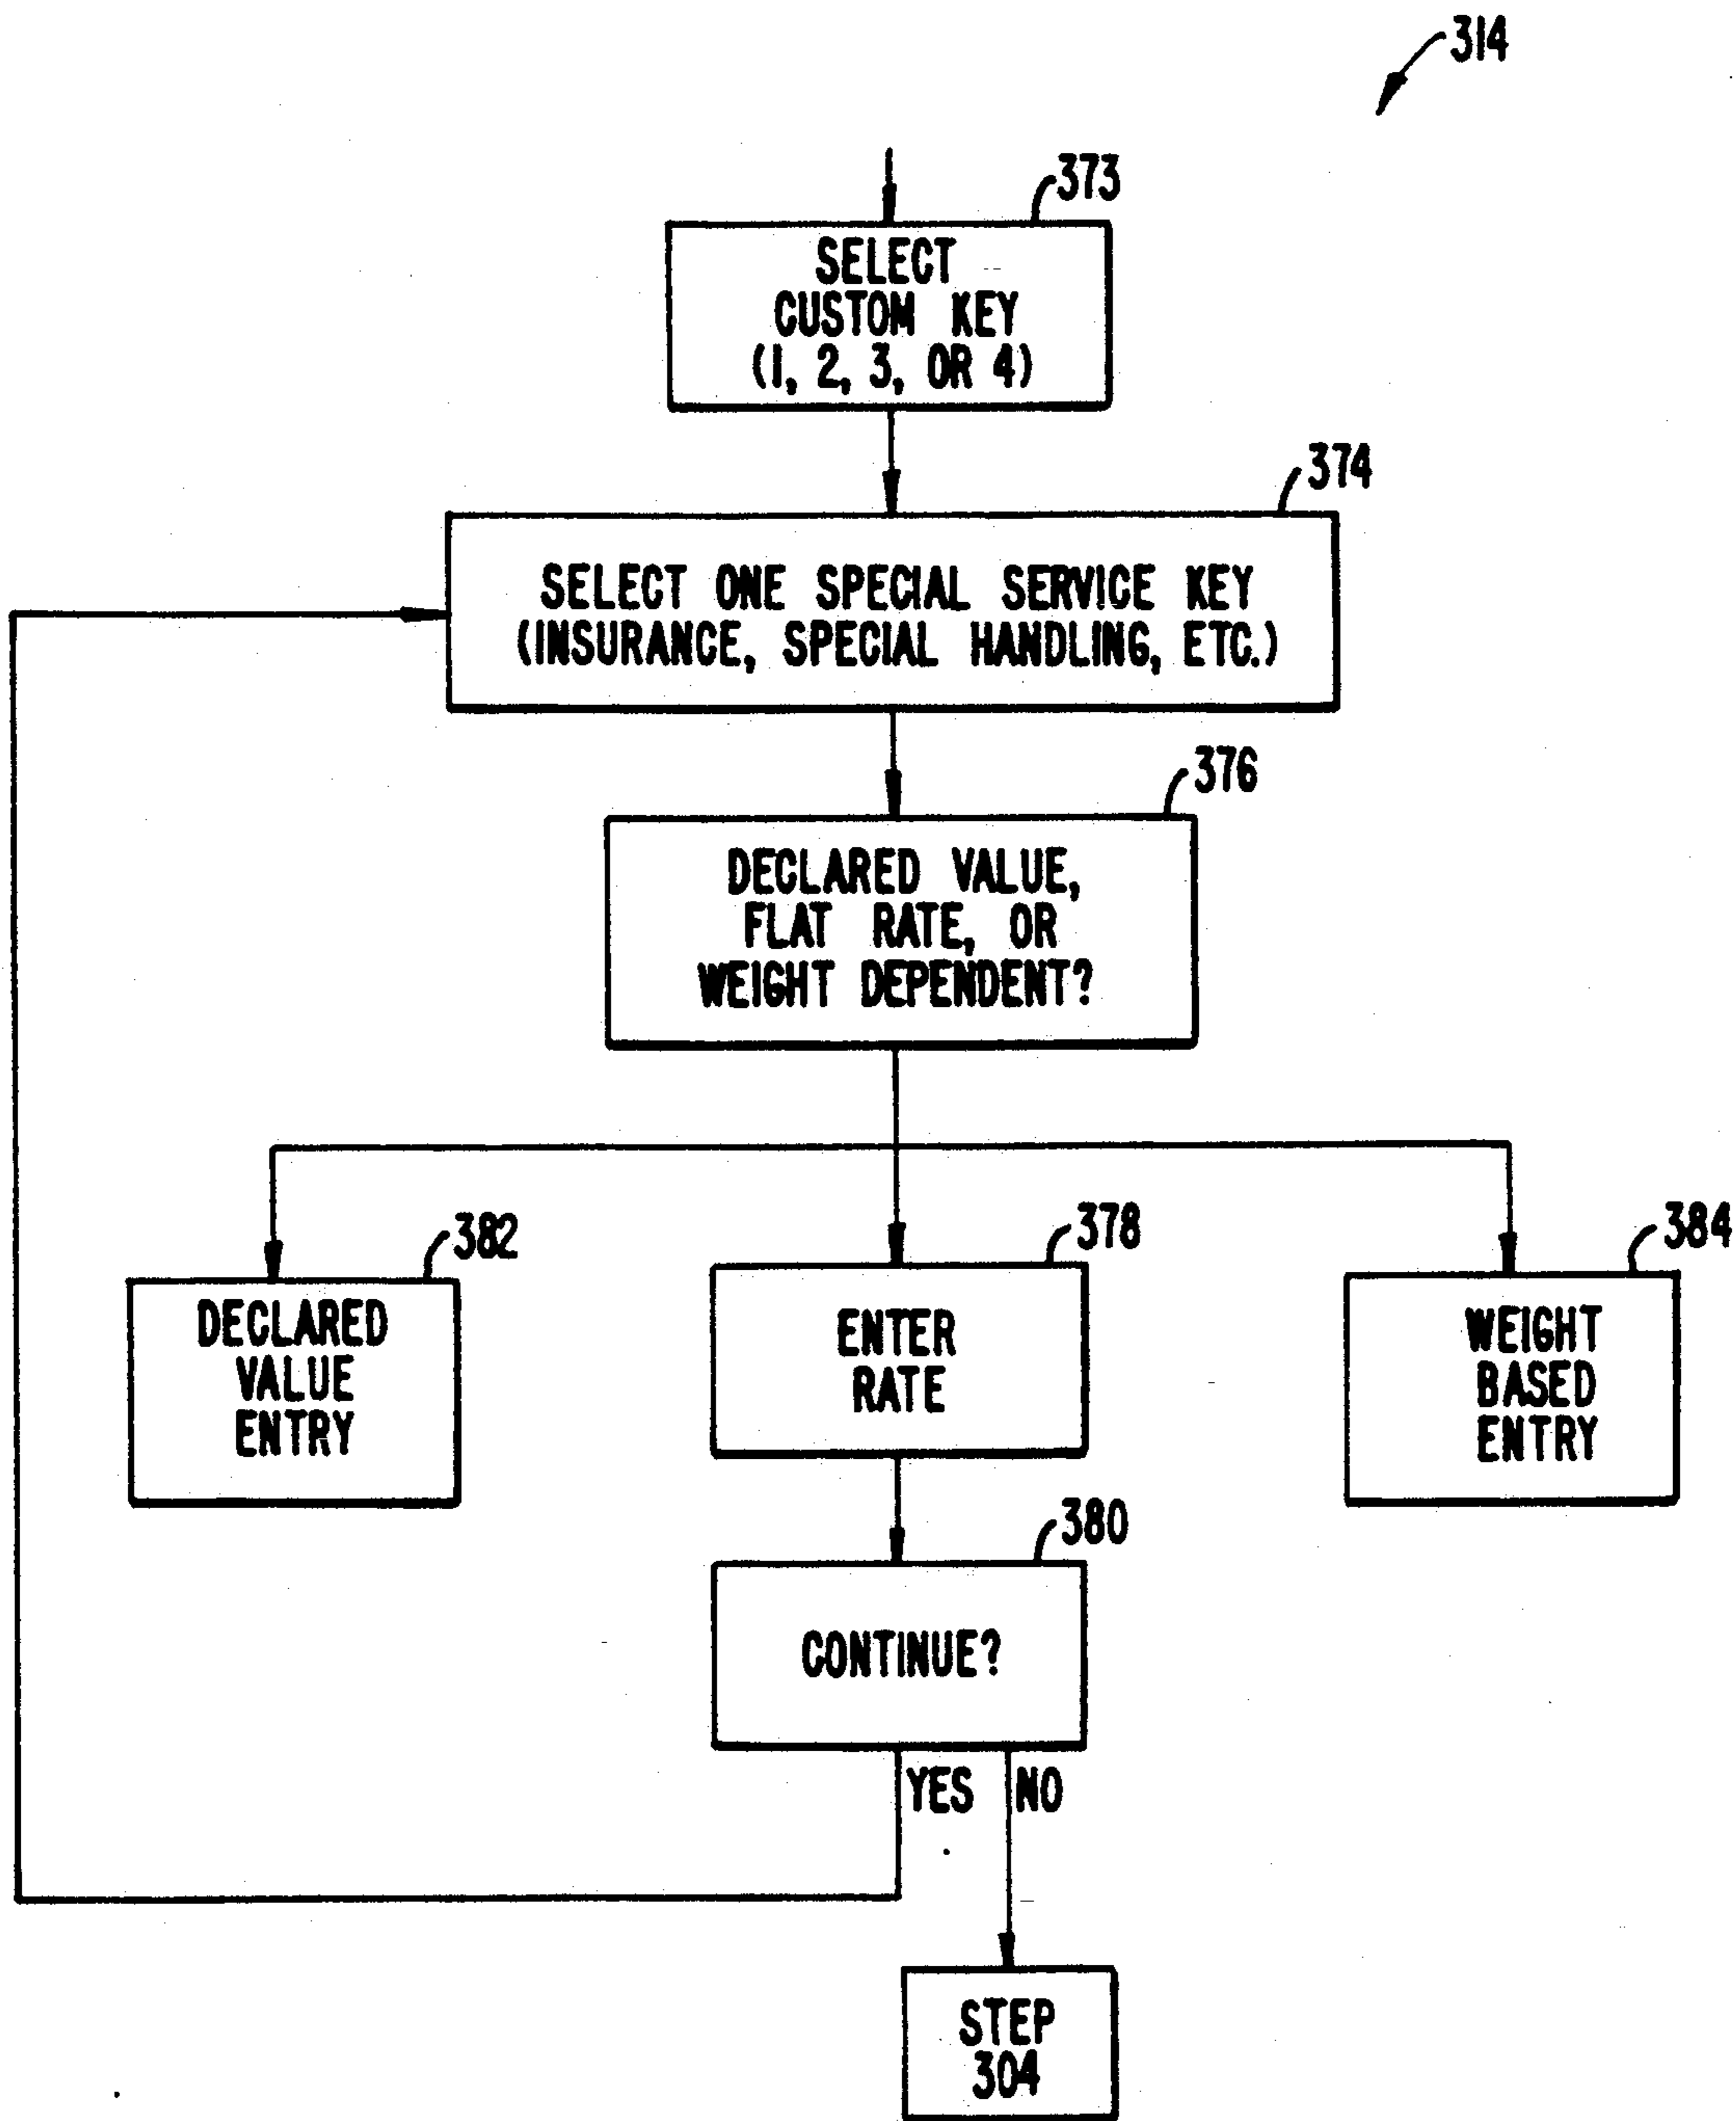 314
373
SELECT
CUSTOM KEY
(1, 2, 3, OR 4)
374
SELECT ONE SPECIAL SERVICE KEY
(INSURANCE, SPECIAL HANDLING, ETC.)
376
DECLARED VALUE,
FLAT RATE, OR
WEIGHT DEPENDENT?
382
DECLARED
VALUE
ENTRY
378
ENTER
RATE
384
WEIGHT
BASED
ENTRY
380
CONTINUE?
YES
NO
STEP
304